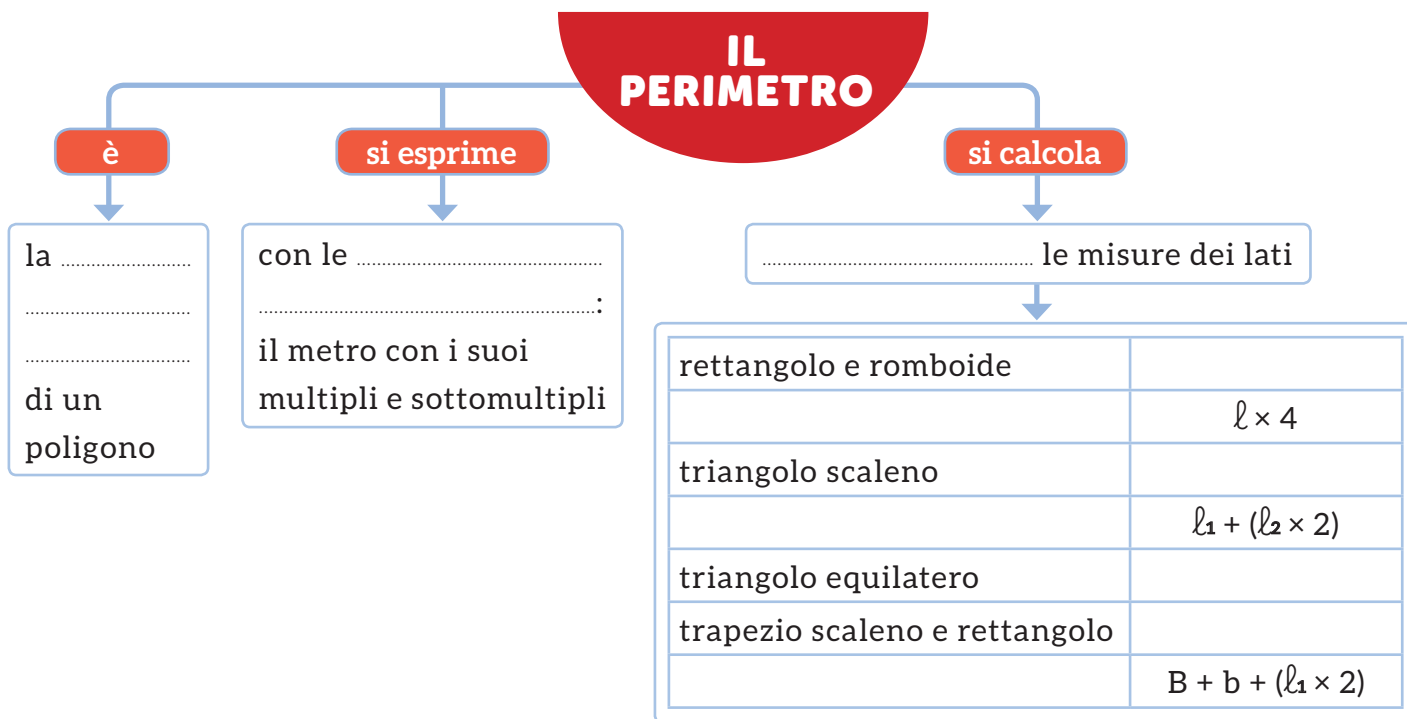 IL
PERIMETRO
è
si esprime
si calcola
la ........................
..............................
..............................
di un
poligono
con le .............................................
..............................................................:
il metro con i suoi
multipli e sottomultipli
.................................................. le misure dei lati
rettangolo e romboide
ℓ × 4
triangolo scaleno
ℓ₁ + (ℓ₂ × 2)
triangolo equilatero
trapezio scaleno e rettangolo
B + b + (ℓ₁ × 2)